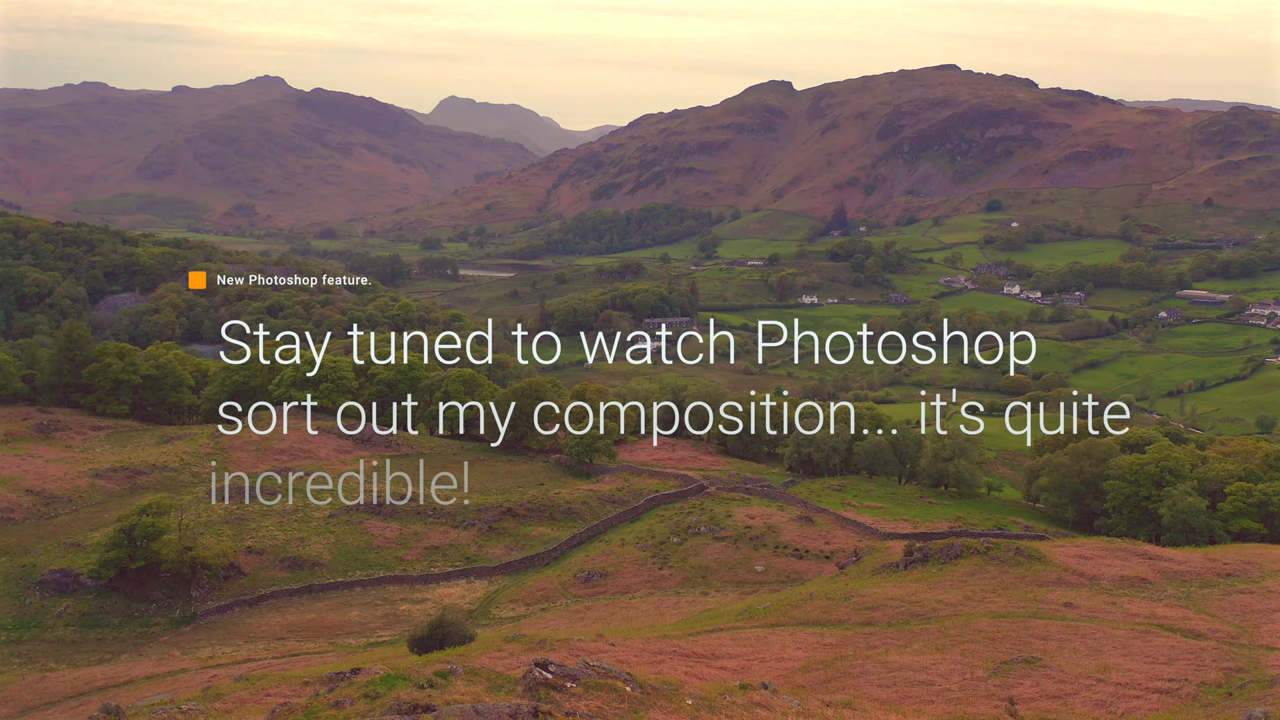 New Photoshop feature.
Stay tuned to watch Photoshop
sort out my composition... it's quite
incredible!